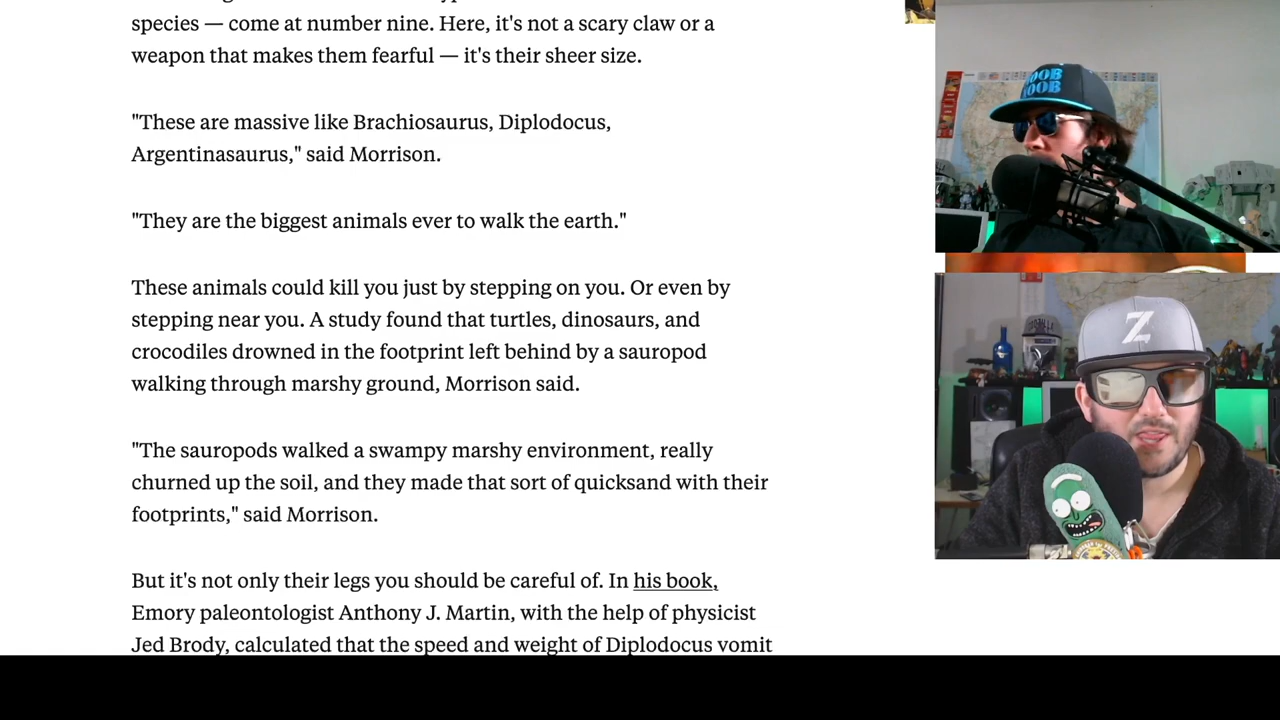 species — come at number nine. Here, it's not a scary claw or a
weapon that makes them fearful — it's their sheer size.
"These are massive like Brachiosaurus, Diplodocus,
Argentinasaurus," said Morrison.
"They are the biggest animals ever to walk the earth."
These animals could kill you just by stepping on you. Or even by
stepping near you. A study found that turtles, dinosaurs, and
crocodiles drowned in the footprint left behind by a sauropod
walking through marshy ground, Morrison said.
"The sauropods walked a swampy marshy environment, really
churned up the soil, and they made that sort of quicksand with their
footprints," said Morrison.
But it's not only their legs you should be careful of. In his book,
Emory paleontologist Anthony J. Martin, with the help of physicist
Jed Brody, calculated that the speed and weight of Diplodocus vomit
NOOB
NOOB
Z